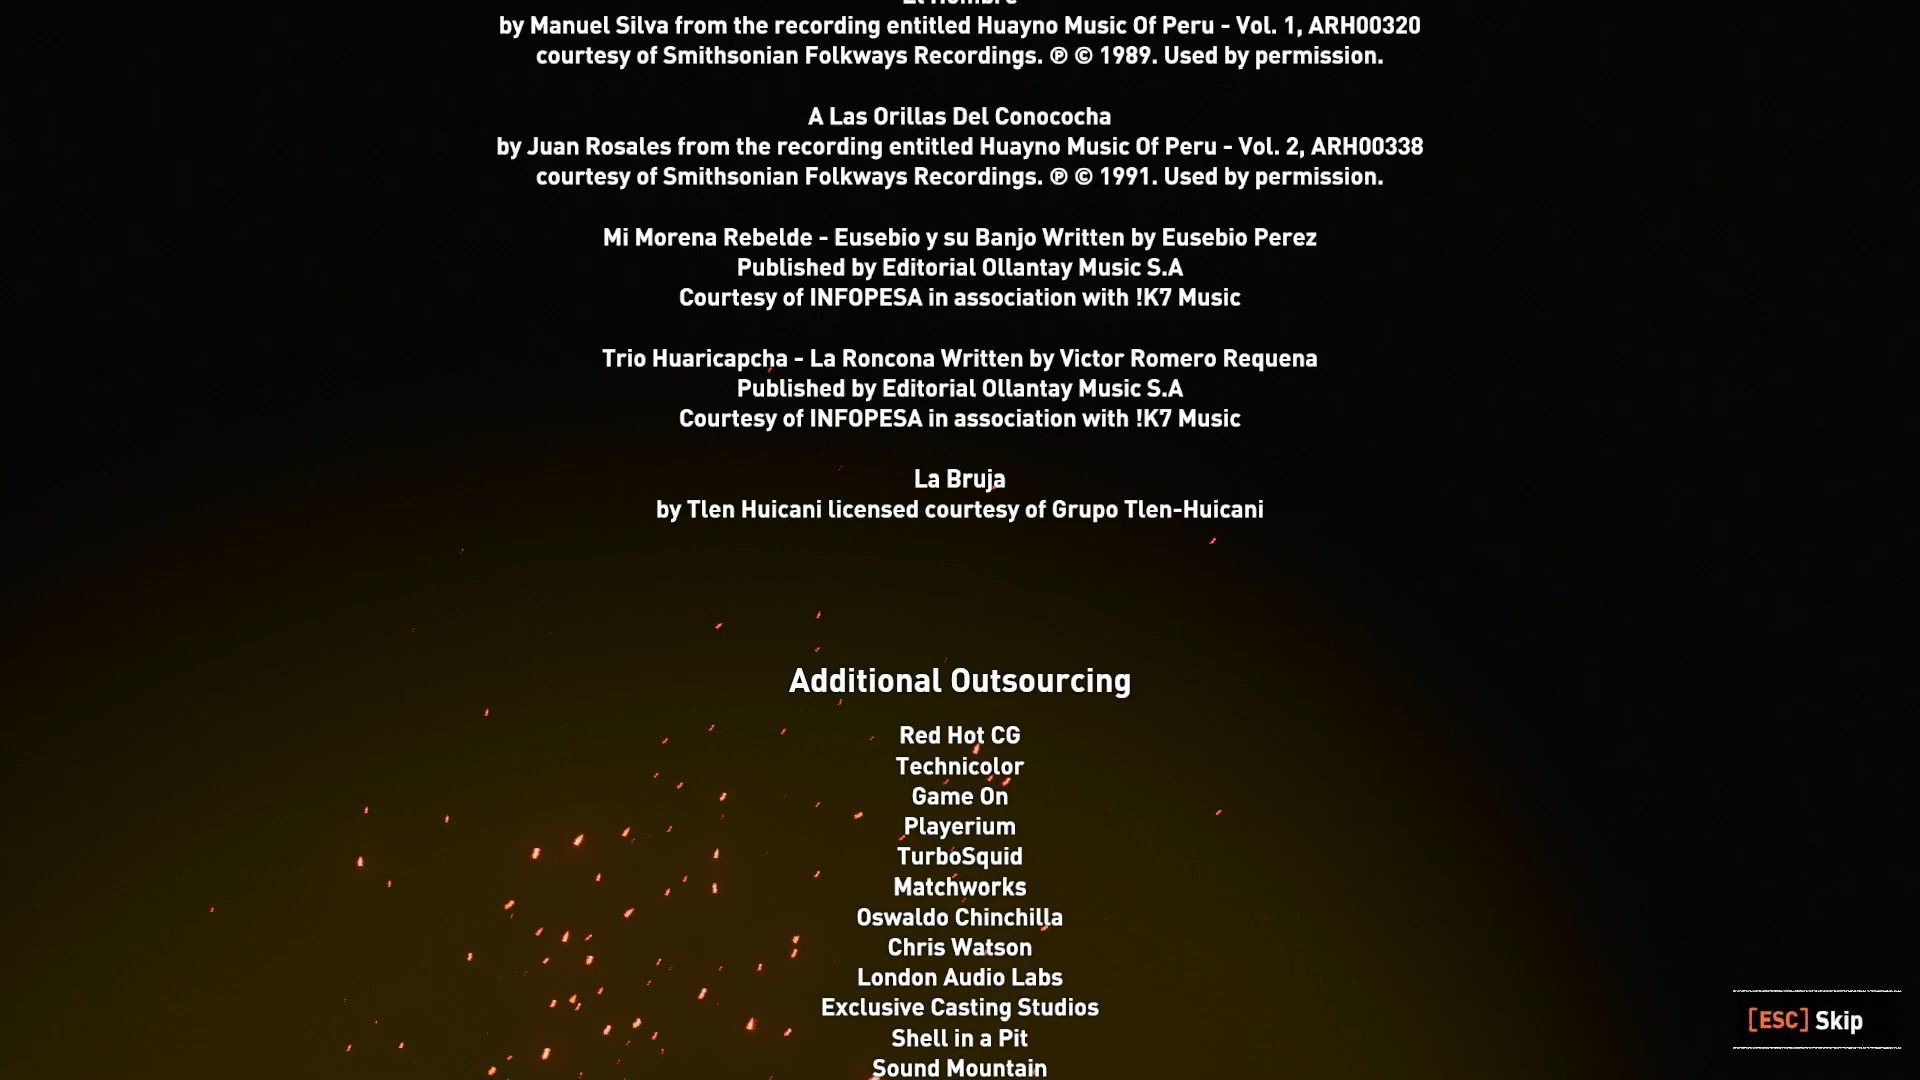 El Hombre
by Manuel Silva from the recording entitled Huayno Music Of Peru - Vol. 1, ARH00320
courtesy of Smithsonian Folkways Recordings. ℗ © 1989. Used by permission.
A Las Orillas Del Conococha
by Juan Rosales from the recording entitled Huayno Music Of Peru - Vol. 2, ARH00338
courtesy of Smithsonian Folkways Recordings. ℗ © 1991. Used by permission.
Mi Morena Rebelde - Eusebio y su Banjo Written by Eusebio Perez
Published by Editorial Ollantay Music S.A
Courtesy of INFOPESA in association with !K7 Music
Trio Huaricapcha - La Roncona Written by Victor Romero Requena
Published by Editorial Ollantay Music S.A
Courtesy of INFOPESA in association with !K7 Music
La Bruja
by Tlen Huicani licensed courtesy of Grupo Tlen-Huicani
Additional Outsourcing
Red Hot CG
Technicolor
Game On
Playerium
TurboSquid
Matchworks
Oswaldo Chinchilla
Chris Watson
London Audio Labs
Exclusive Casting Studios
Shell in a Pit
Sound Mountain
[ESC] Skip